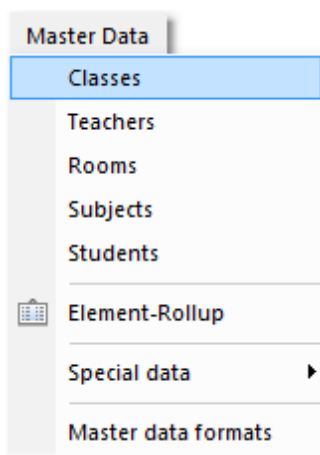 Master Data
Classes
Teachers
Rooms
Subjects
Students
Element-Rollup
Special data
Master data formats